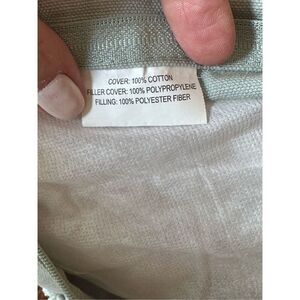 COVER: 100% COTTON
FILLER COVER: 100% POLYPROPYLENE
FILLING: 100% POLYESTER FIBER